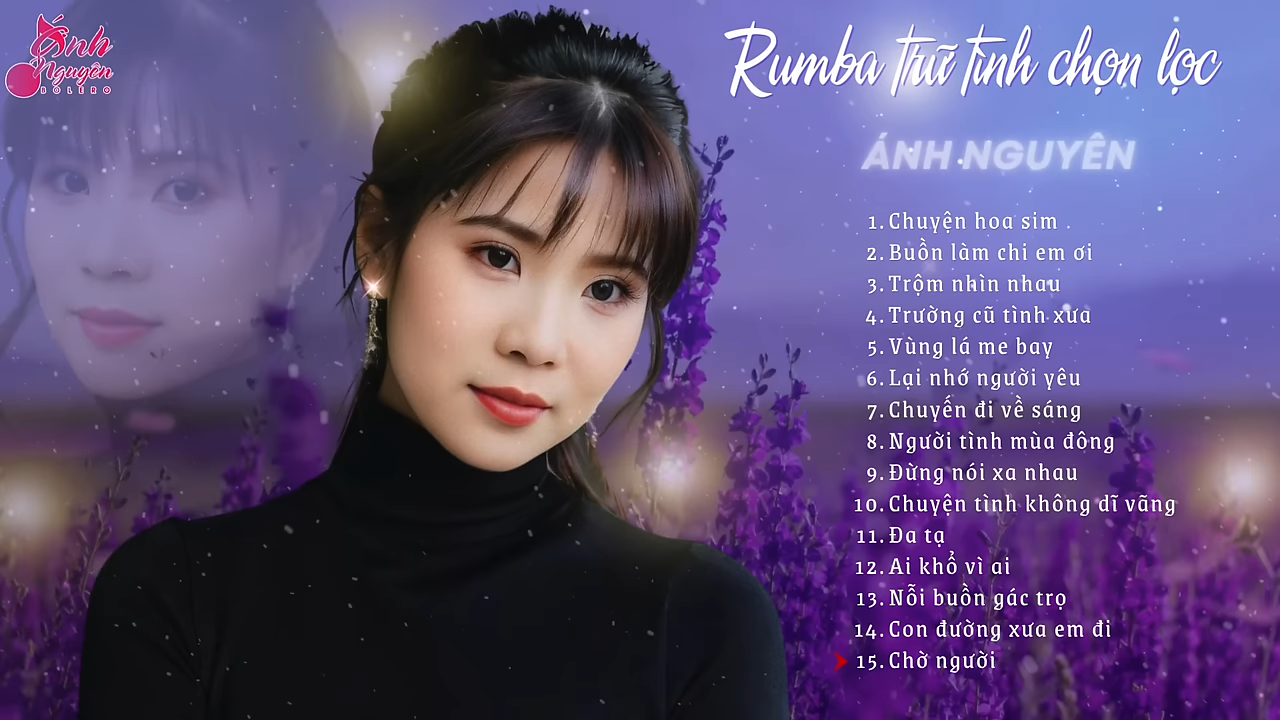 Ánh
Nguyên
BOLERO
Rumba trữ tình chọn lọc
ÁNH NGUYÊN
1. Chuyện hoa sim
2. Buồn làm chi em ơi
3. Trộm nhìn nhau
4. Trường cũ tình xưa
5. Vùng lá me bay
6. Lại nhớ người yêu
7. Chuyến đi về sáng
8. Người tình mùa đông
9. Đừng nói xa nhau
10. Chuyện tình không dĩ vãng
11. Đa tạ
12. Ai khổ vì ai
13. Nỗi buồn gác trọ
14. Con đường xưa em đi
15. Chờ người